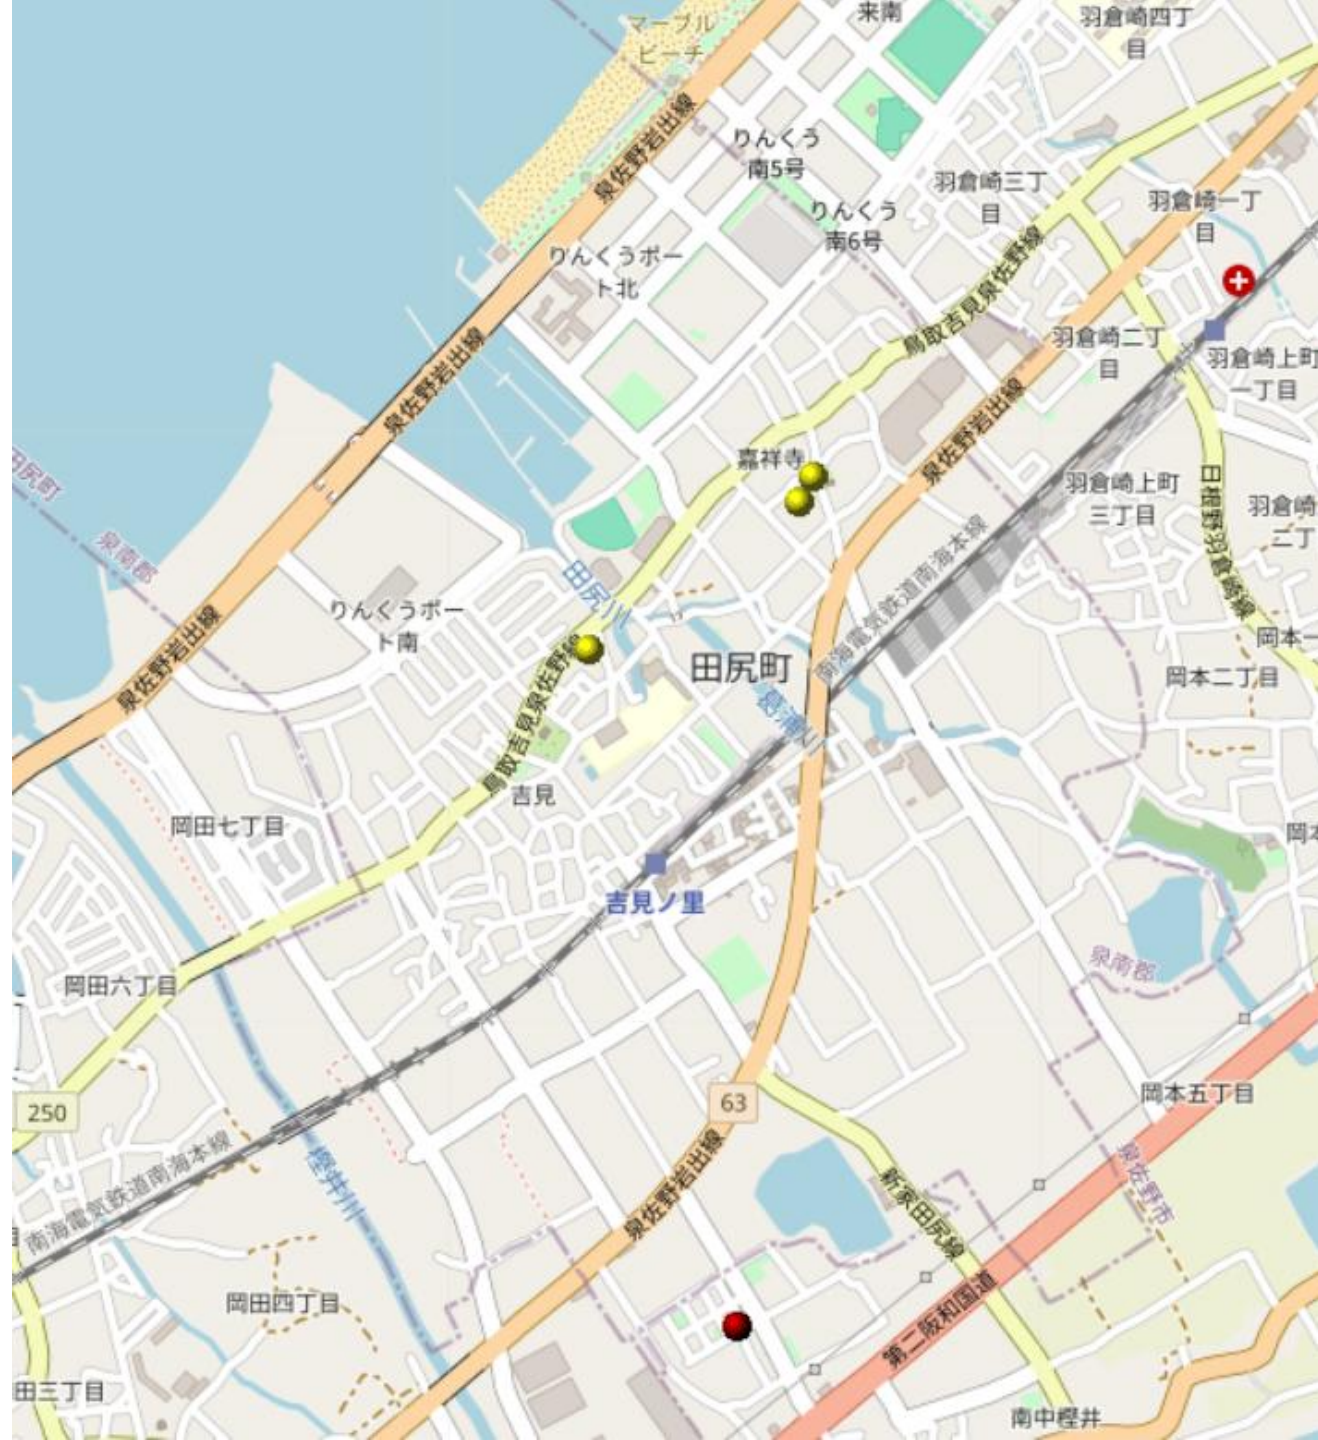 マーブル
ビーチ
来南
羽倉崎四丁
目
泉佐野岩出線
りんくう
南5号
羽倉崎三丁
目
りんくう
南6号
羽倉崎一丁
目
りんくうポー
ト北
鳥取吉見泉佐野線
羽倉崎二丁
目
羽倉崎上町
一丁目
泉佐野岩出線
泉佐野岩出線
嘉祥寺
羽倉崎上町
三丁目
日根野羽倉崎線
羽倉崎
二丁
田尻町
泉南郡
南海電気鉄道南海本線
田尻川
りんくうポー
ト南
泉佐野岩出線
鳥取吉見泉佐野線
田尻町
岡本一
岡本二丁目
葛浦川
吉見
岡田七丁目
岡本
吉見ノ里
泉南郡
岡田六丁目
岡本五丁目
63
250
南海電気鉄道南海本線
樫井川
泉佐野岩出線
新家田尻線
泉佐野市
岡田四丁目
第二阪和国道
田三丁目
南中樫井